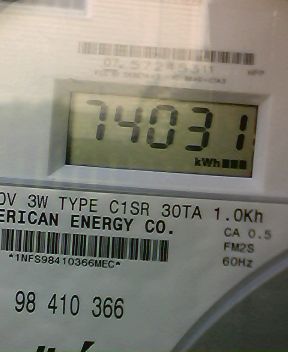 74031
kWh
0V 3W TYPE C1SR 30TA 1.0Kh
ERICAN ENERGY CO.
CA 0.5
FM2S
60Hz
*1NFS98410366MEC*
98 410 366